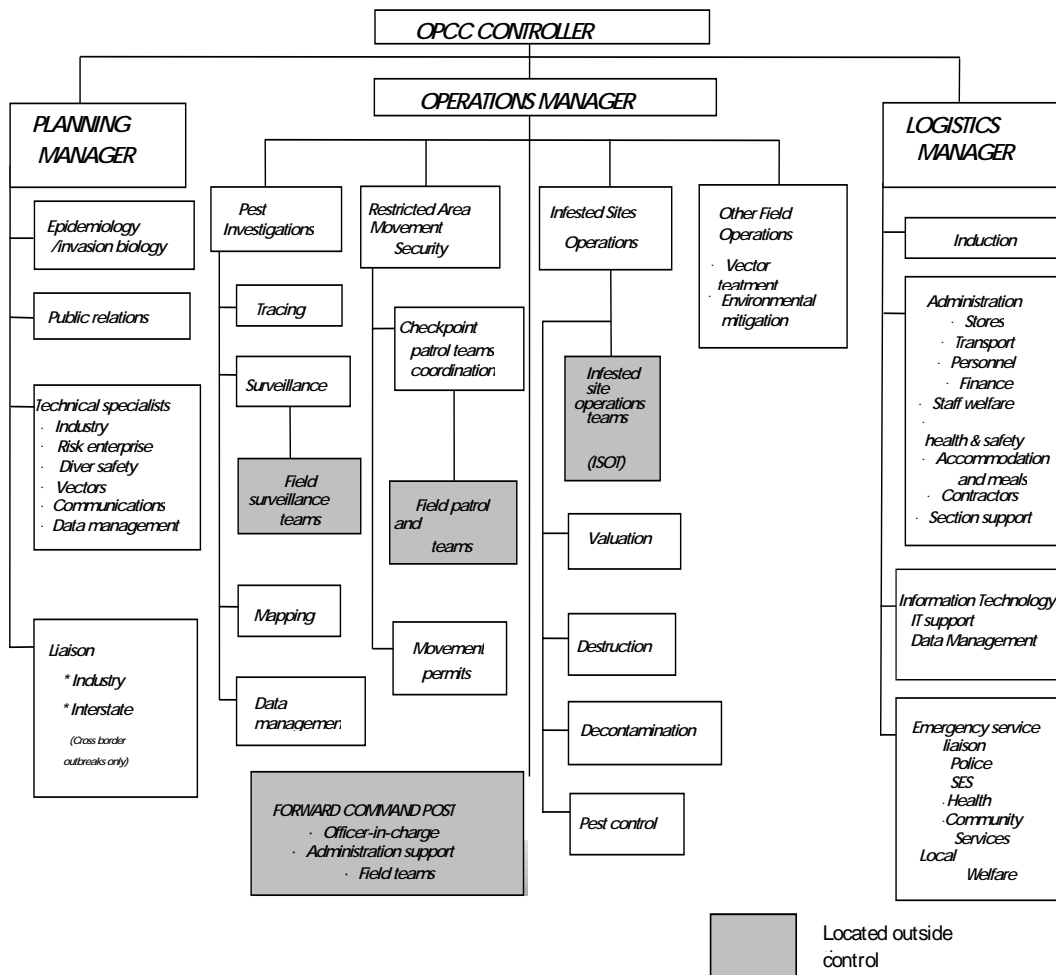 OPCC CONTROLLER
OPERATIONS MANAGER
PLANNING
MANAGER
LOGISTICS
MANAGER
Epidemiology
/invasion biology
Public relations
Technical specialists
· Industry
· Risk enterprise
· Diver safety
· Vectors
· Communications
· Data management
Liaison
* Industry
* Interstate
(Cross border
outbreaks only)
Pest
Investigations
Tracing
Surveillance
Field
surveillance
teams
Mapping
Data
management
Restricted Area
Movement
Security
Checkpoint
patrol teams
coordination
Field patrol
and
teams
Movement
permits
Infested Sites
Operations
Infested
site
operations
teams
(ISOT)
Valuation
Destruction
Decontamination
Pest control
Other Field
Operations
· Vector
teatment
· Environmental
mitigation
FORWARD COMMAND POST
· Officer-in-charge
· Administration support
· Field teams
Induction
Administration
· Stores
· Transport
· Personnel
· Finance
· Staff welfare
·
health & safety
· Accommodation
and meals
· Contractors
· Section support
Information Technology
IT support
Data Management
Emergency service
liaison
Police
SES
· Health
· Community
Services
Local
Welfare
Located outside
control